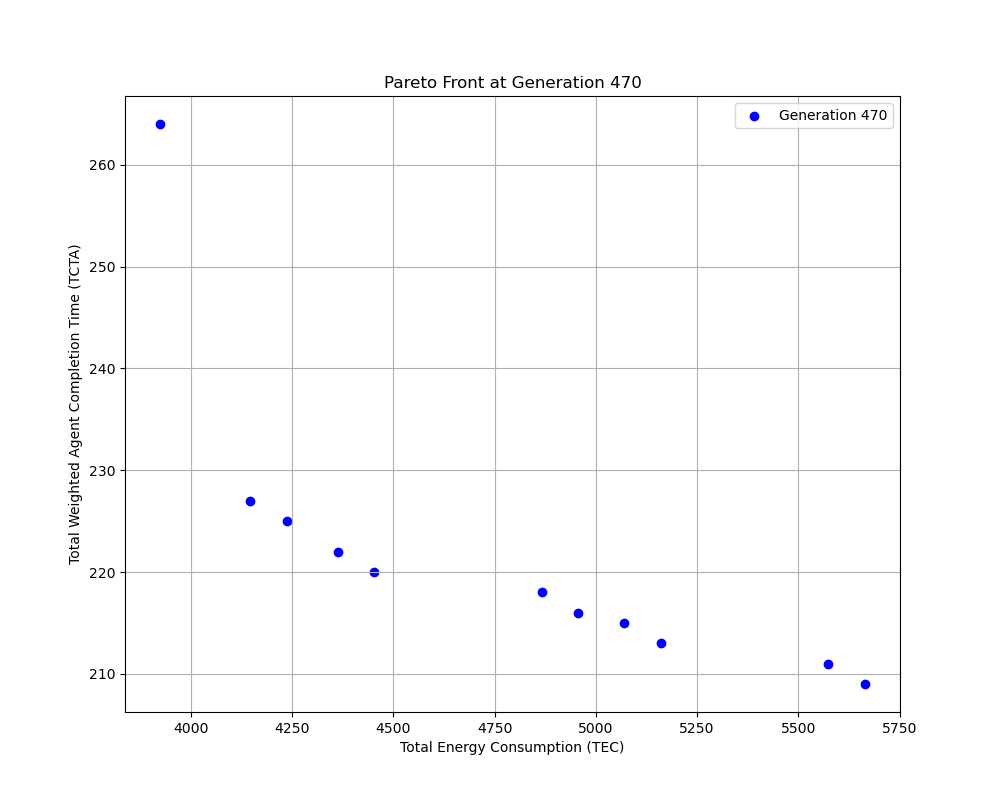 Pareto Front at Generation 470
Generation 470
Total Weighted Agent Completion Time (TCTA)
260
250
240
230
220
210
4000 4250 4500 4750 5000 5250 5500 5750
Total Energy Consumption (TEC)